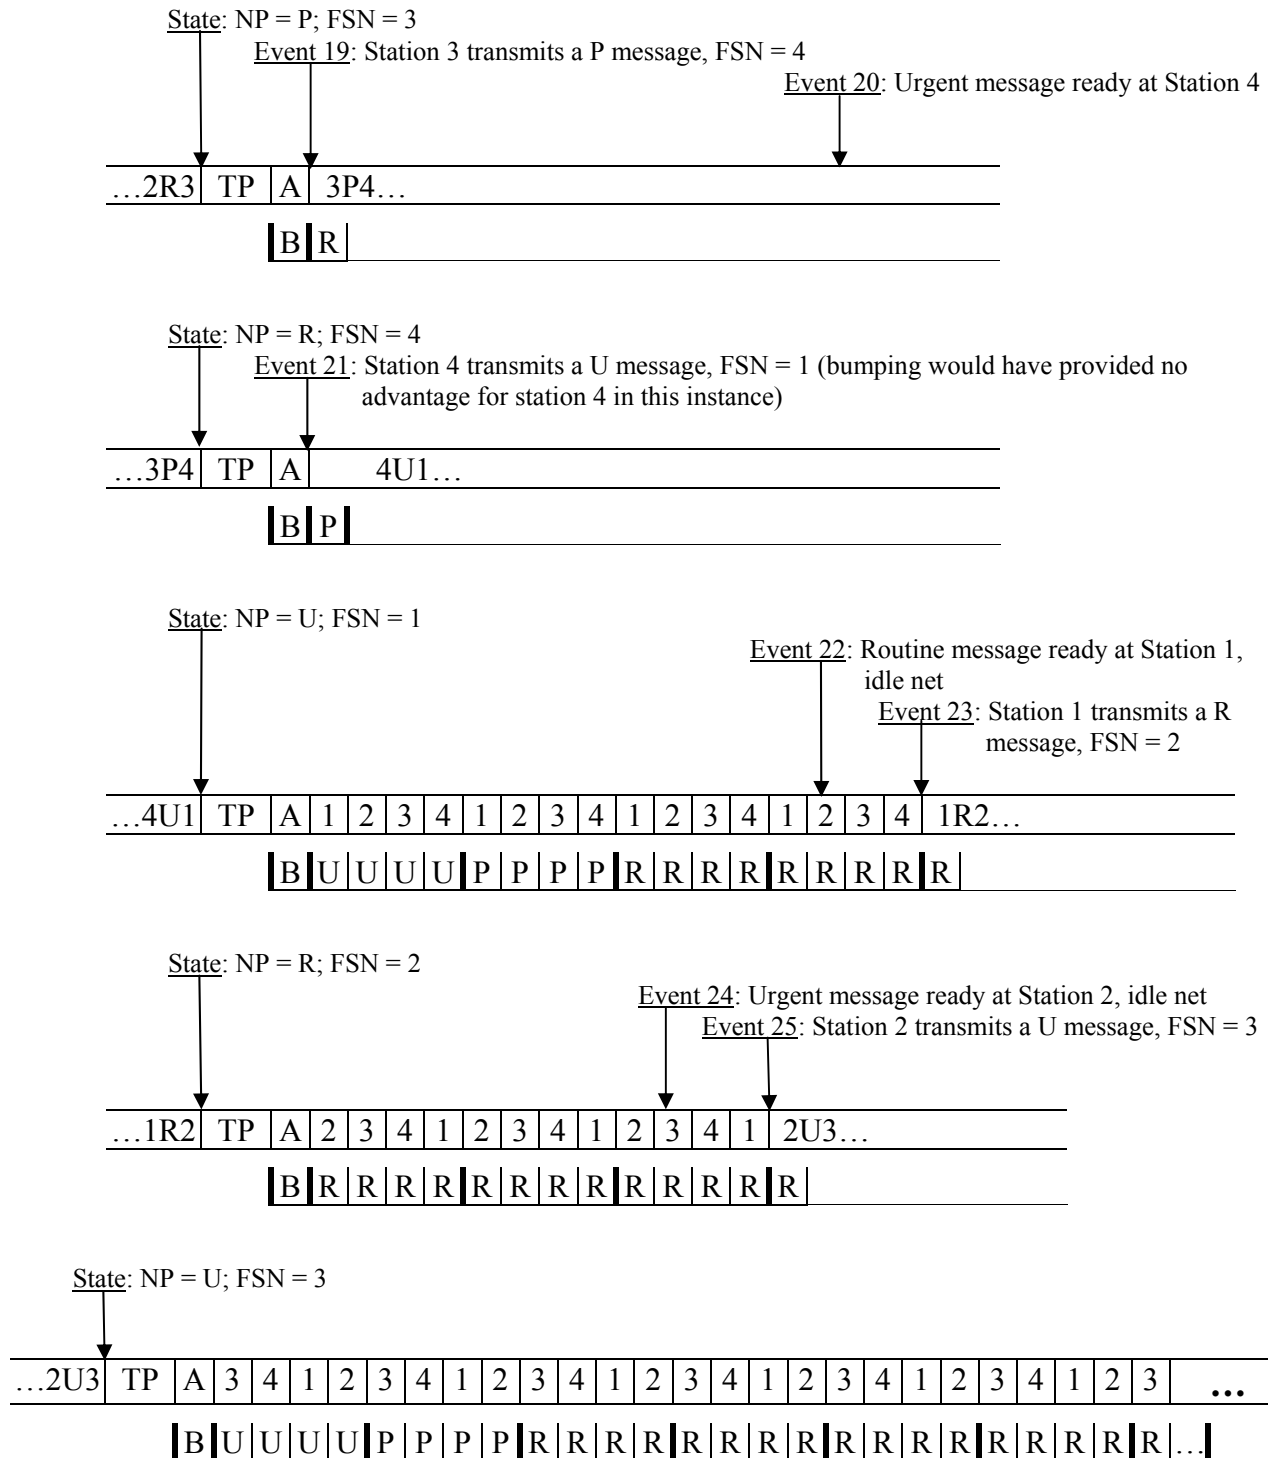 State: NP = P; FSN = 3
Event 19: Station 3 transmits a P message, FSN = 4
Event 20: Urgent message ready at Station 4
…2R3 TP A 3P4…
B R
State: NP = R; FSN = 4
Event 21: Station 4 transmits a U message, FSN = 1 (bumping would have provided no
advantage for station 4 in this instance)
…3P4 TP A 4U1…
B P
State: NP = U; FSN = 1
Event 22: Routine message ready at Station 1,
idle net
Event 23: Station 1 transmits a R
message, FSN = 2
…4U1 TP A 1 2 3 4 1 2 3 4 1 2 3 4 1 2 3 4 1R2…
B U U U U P P P P R R R R R R R R R
State: NP = R; FSN = 2
Event 24: Urgent message ready at Station 2, idle net
Event 25: Station 2 transmits a U message, FSN = 3
…1R2 TP A 2 3 4 1 2 3 4 1 2 3 4 1 2U3…
B R R R R R R R R R R R R R
State: NP = U; FSN = 3
…2U3 TP A 3 4 1 2 3 4 1 2 3 4 1 2 3 4 1 2 3 4 1 2 3 4 1 2 3 …
B U U U U P P P P R R R R R R R R R R R R R R R R R …